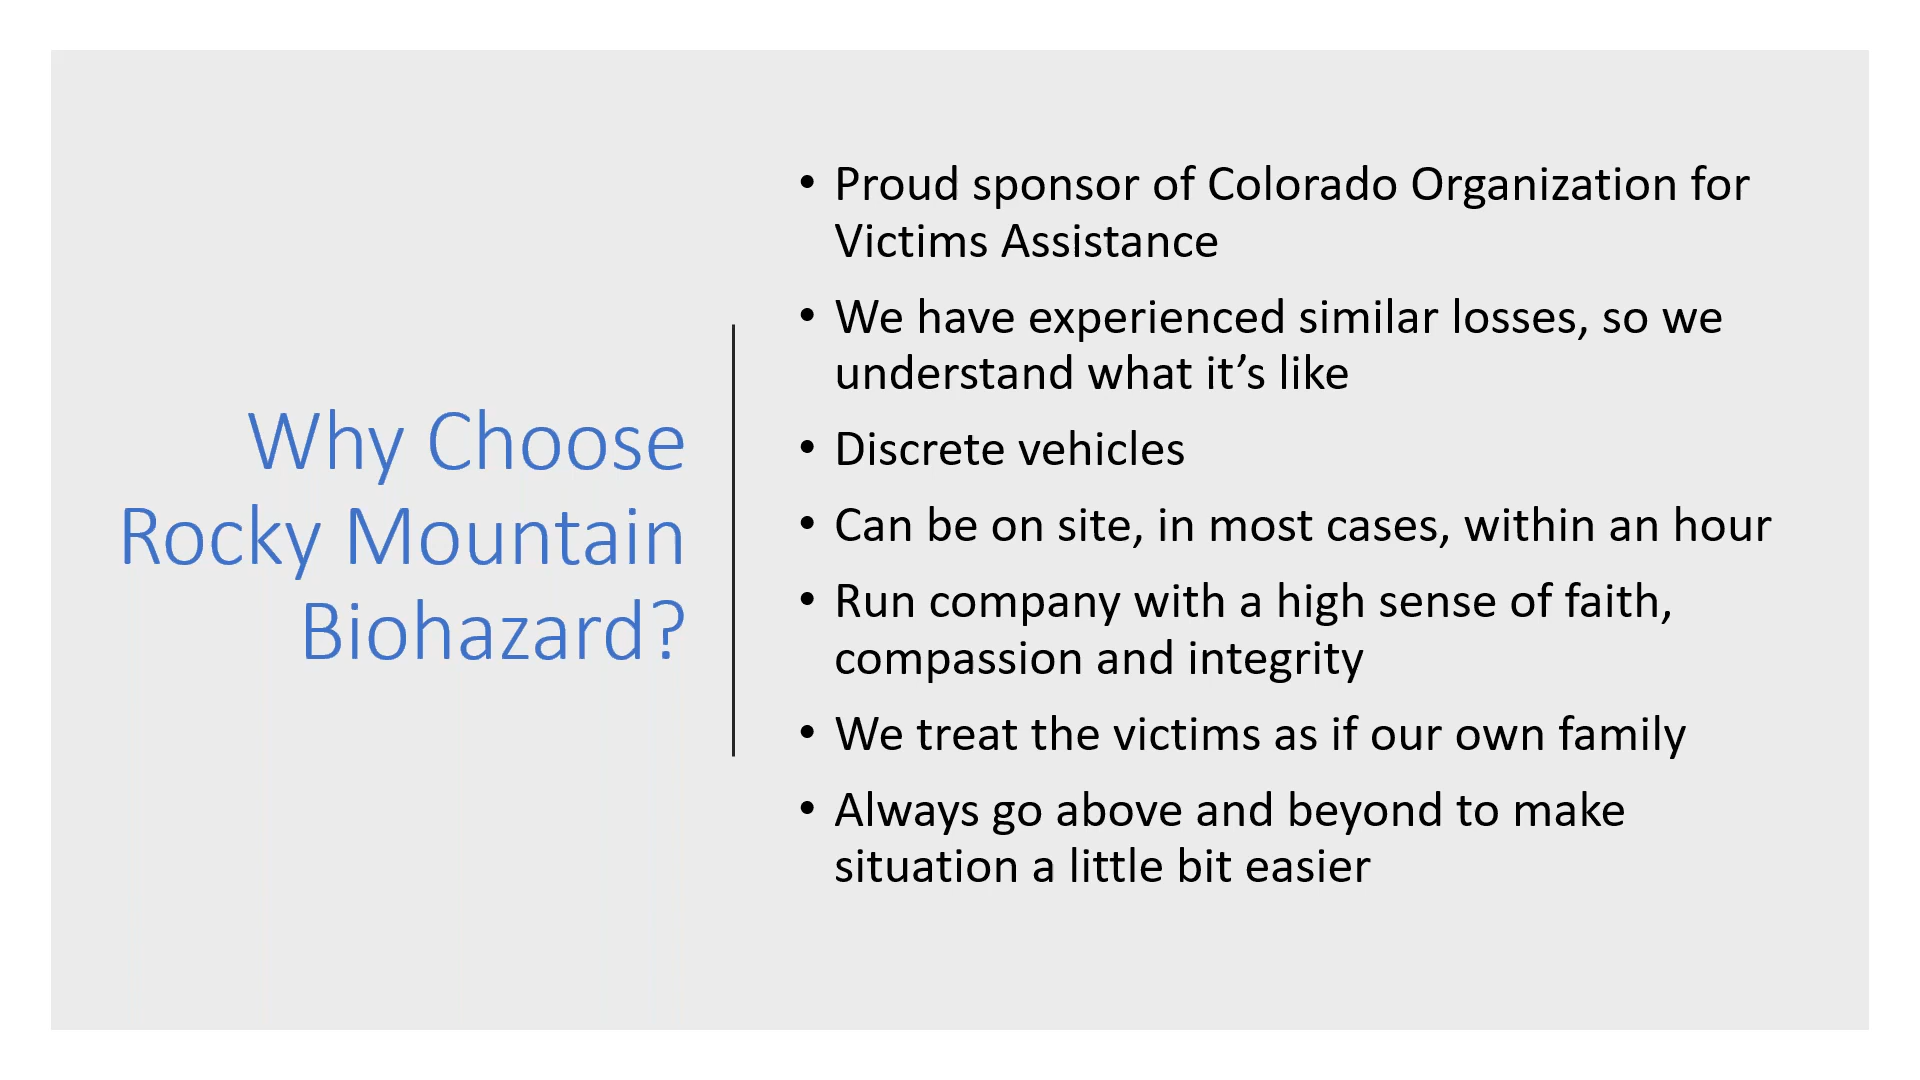 Why Choose
Rocky Mountain
Biohazard?
• Proud sponsor of Colorado Organization for
Victims Assistance
• We have experienced similar losses, so we
understand what it’s like
• Discrete vehicles
• Can be on site, in most cases, within an hour
• Run company with a high sense of faith,
compassion and integrity
• We treat the victims as if our own family
• Always go above and beyond to make
situation a little bit easier